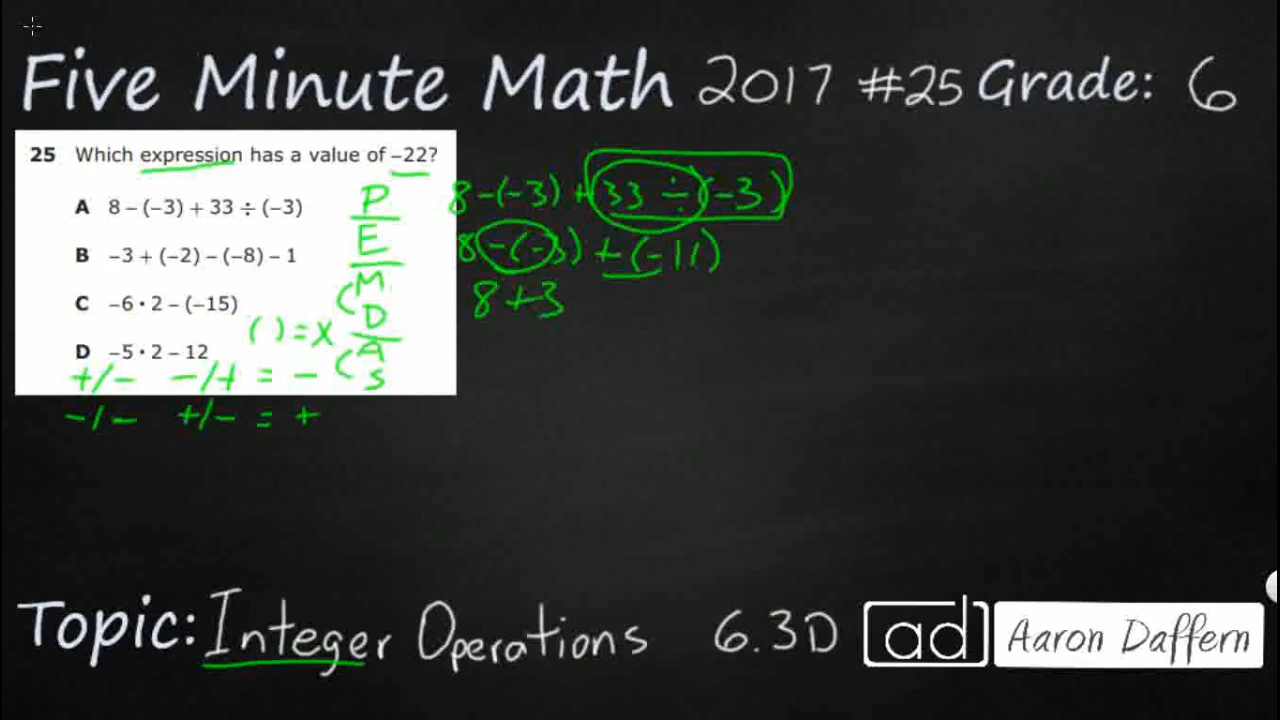 Five Minute Math 2017 #25 Grade: 6
25 Which expression has a value of −22?
A 8 − (−3) + 33 ÷ (−3)
B −3 + (−2) − (−8) − 1
C −6 • 2 − (−15)
D −5 • 2 − 12
P
E
M
D
A
S
( ) = x
+/- -/+ = -
-/- +/- = +
8 -(-3) + 33 ÷ (-3)
8 -(-3) + (-11)
8 + 3
Topic: Integer Operations 6.3D ad Aaron Daffern